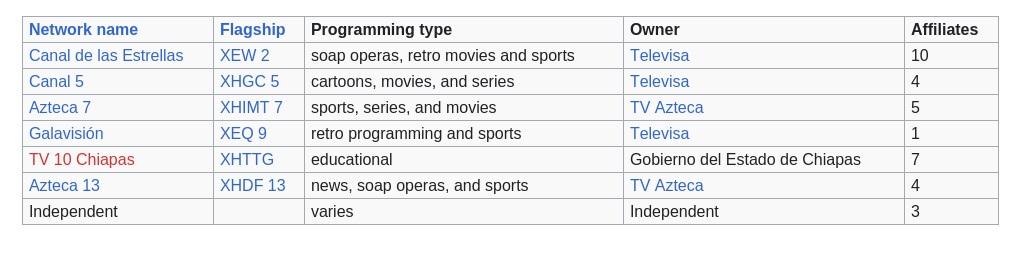 Network name Flagship Programming type Owner Affiliates
Canal de las Estrellas XEW 2 soap operas, retro movies and sports Televisa 10
Canal 5 XHGC 5 cartoons, movies, and series Televisa 4
Azteca 7 XHIMT 7 sports, series, and movies TV Azteca 5
Galavisión XEQ 9 retro programming and sports Televisa 1
TV 10 Chiapas XHTTG educational Gobierno del Estado de Chiapas 7
Azteca 13 XHDF 13 news, soap operas, and sports TV Azteca 4
Independent varies Independent 3